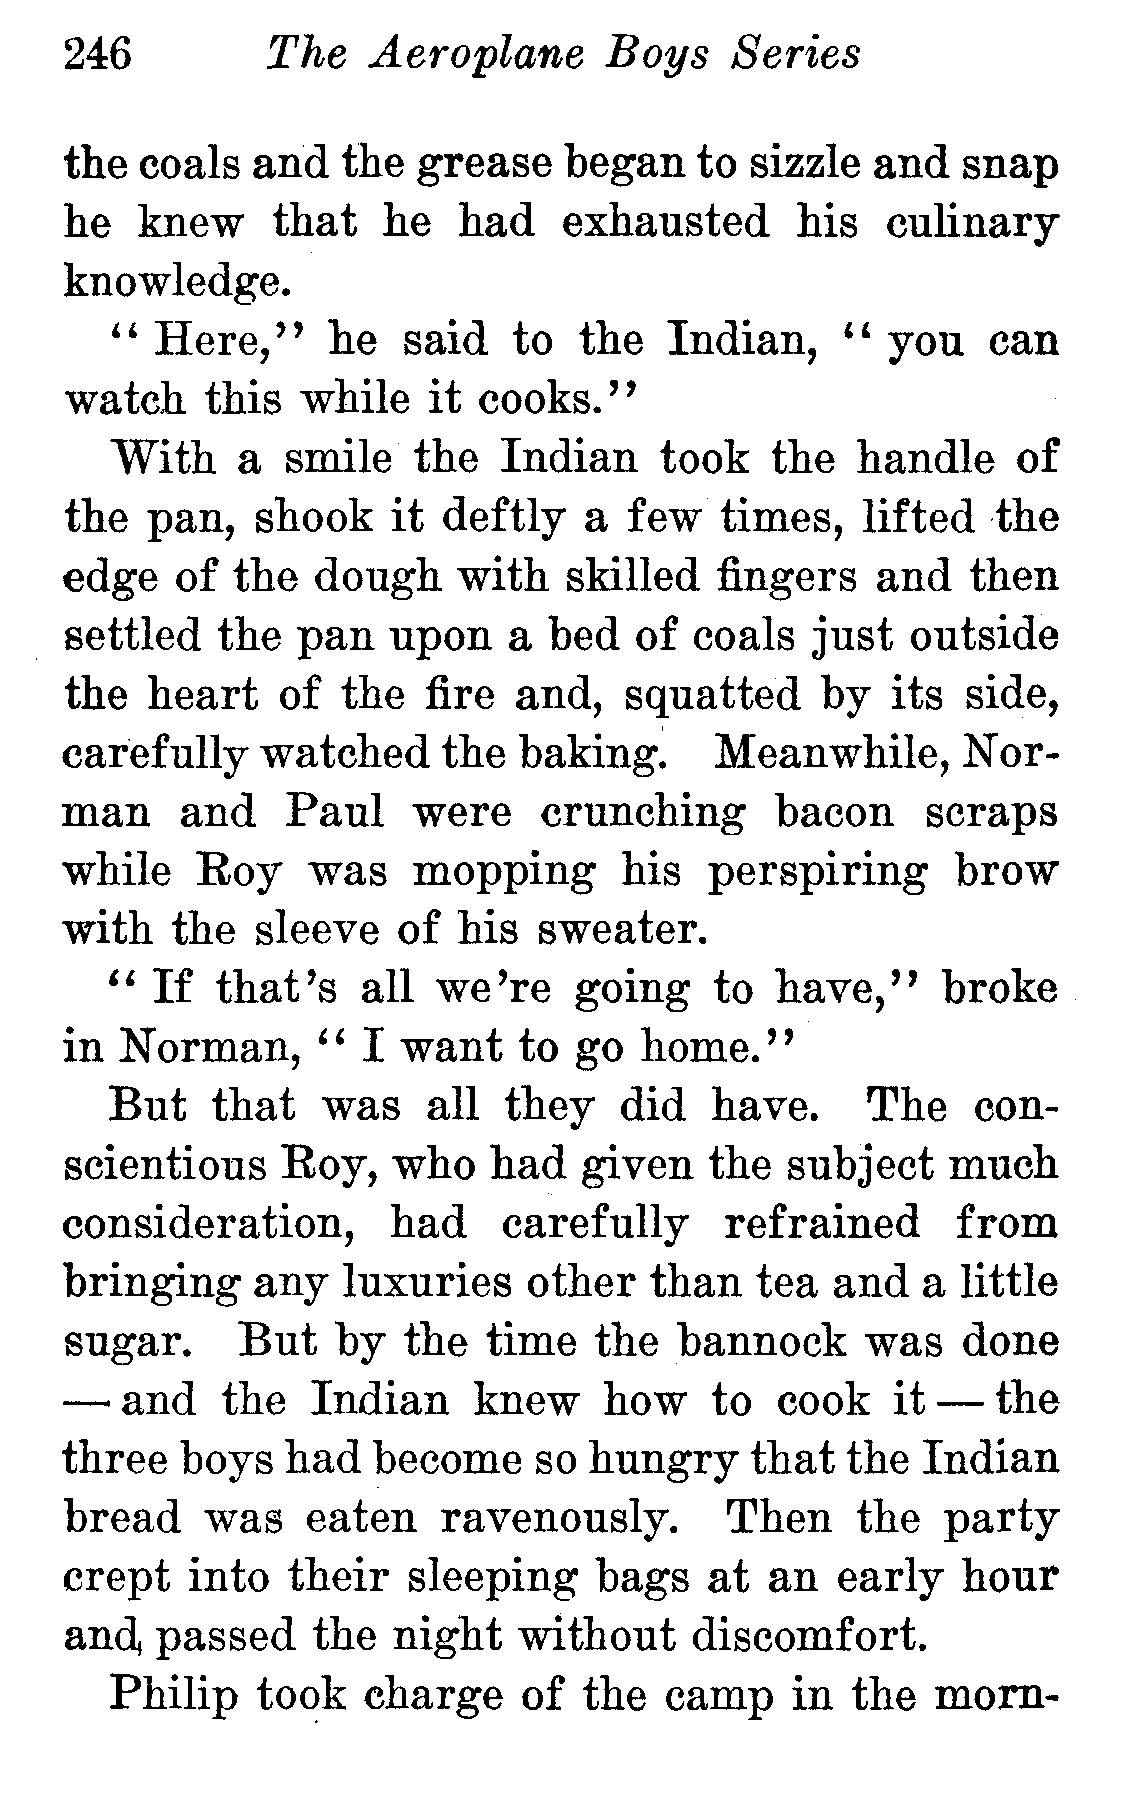 246 The Aeroplane Boys Series
the coals and the grease began to sizzle and snap
he knew that he had exhausted his culinary
knowledge.
“ Here,” he said to the Indian, “ you can
watch this while it cooks.”
With a smile the Indian took the handle of
the pan, shook it deftly a few times, lifted the
edge of the dough with skilled fingers and then
settled the pan upon a bed of coals just outside
the heart of the fire and, squatted by its side,
carefully watched the baking. Meanwhile, Nor-
man and Paul were crunching bacon scraps
while Roy was mopping his perspiring brow
with the sleeve of his sweater.
“ If that's all we're going to have,” broke
in Norman, “ I want to go home.”
But that was all they did have. The con-
scientious Roy, who had given the subject much
consideration, had carefully refrained from
bringing any luxuries other than tea and a little
sugar. But by the time the bannock was done
— and the Indian knew how to cook it — the
three boys had become so hungry that the Indian
bread was eaten ravenously. Then the party
crept into their sleeping bags at an early hour
and, passed the night without discomfort.
Philip took charge of the camp in the morn-